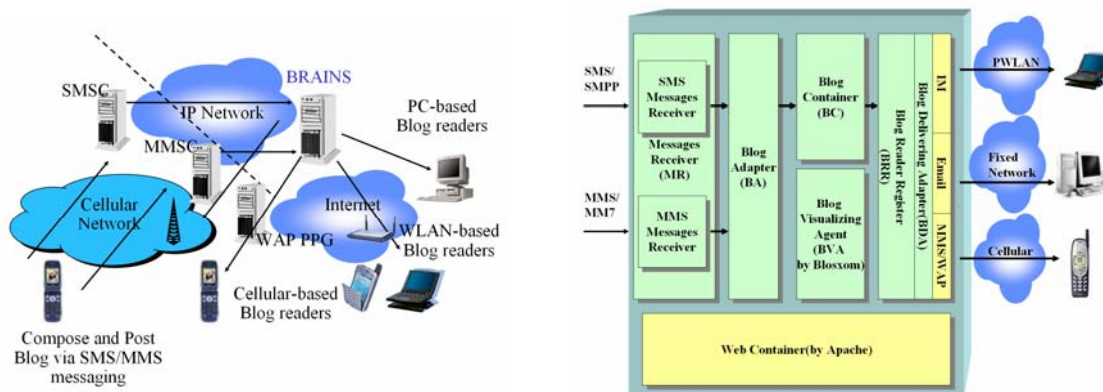 BRAINS
SMSC
IP Network
PC-based
Blog readers
MMSC
Cellular
Network
Internet
WAP PPG
WLAN-based
Blog readers
Cellular-based
Blog readers
Compose and Post
Blog via SMS/MMS
messaging
SMS/
SMPP
SMS
Messages
Receiver
Messages
Receiver (MR)
MMS/
MM7
MMS
Messages
Receiver
Blog
Adapter
(BA)
Blog
Container
(BC)
Blog
Visualizing
Agent
(BVA
by Blosxom)
Blog Reader
Register
(BRR)
Blog Delivering
Adapter(BDA)
IM
Email
MMS/WAP
PWLAN
Fixed
Network
Cellular
Web Container(by Apache)